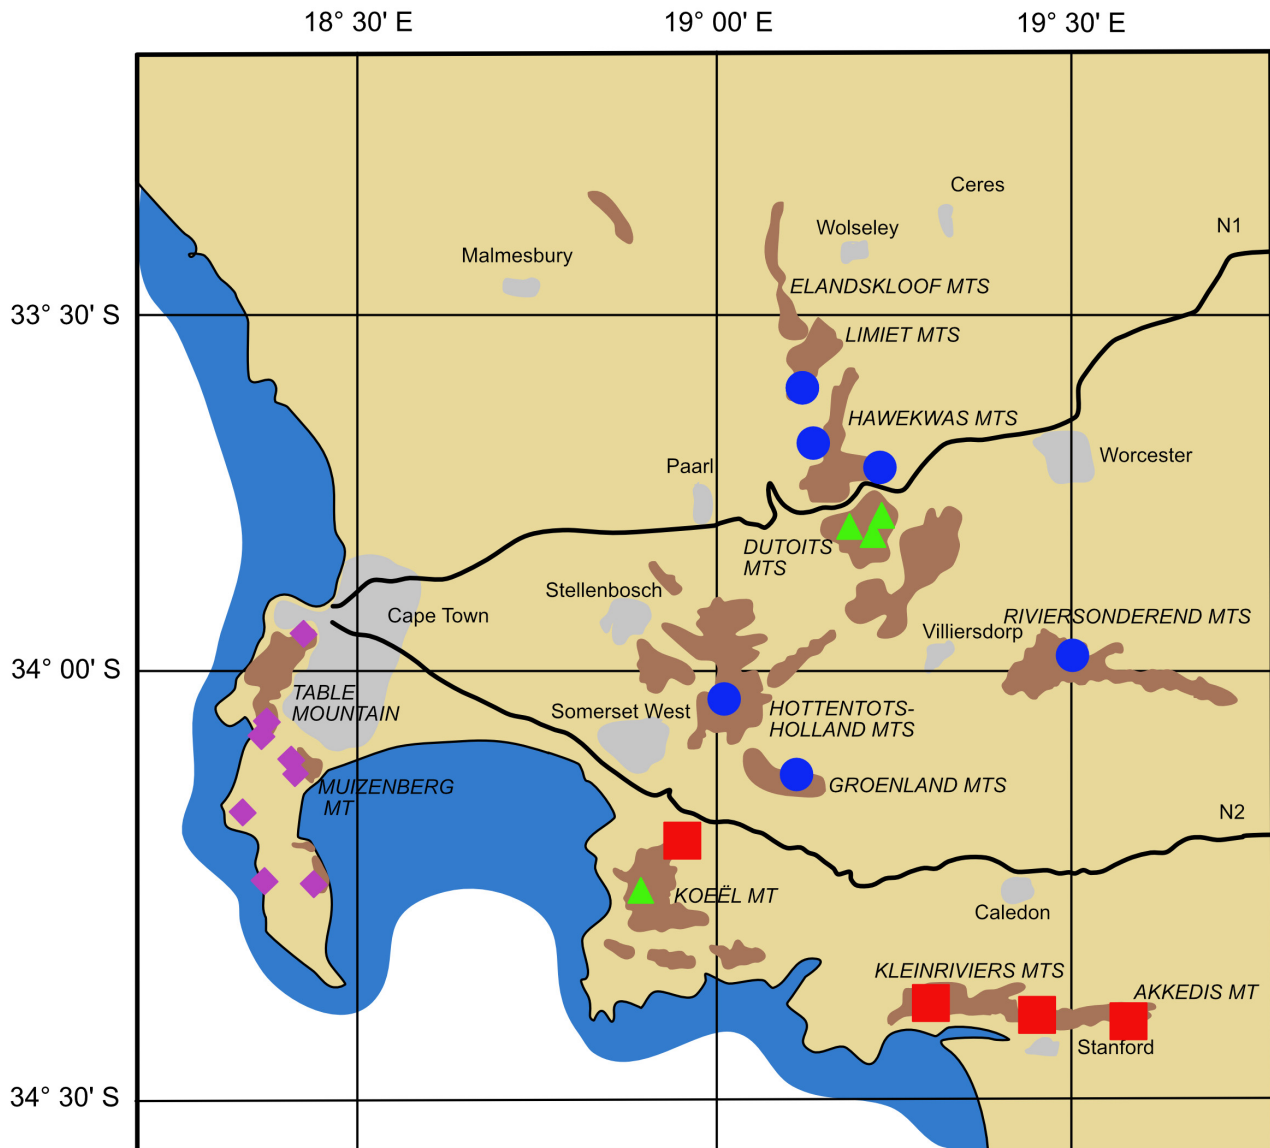 18° 30' E
19° 00' E
19° 30' E
Ceres
Wolseley
N1
Malmesbury
ELANDSKLOOF MTS
33° 30' S
LIMIET MTS
HAWEKWAS MTS
Paarl
Worcester
DUTOITS
MTS
Stellenbosch
Cape Town
RIVIERSONDEREND MTS
Villiersdorp
34° 00' S
TABLE
MOUNTAIN
Somerset West
HOTTENTOTS-
HOLLAND MTS
MUIZENBERG
MT
GROENLAND MTS
N2
KOEËL MT
Caledon
KLEINRIVIERS MTS
AKKEDIS MT
Stanford
34° 30' S